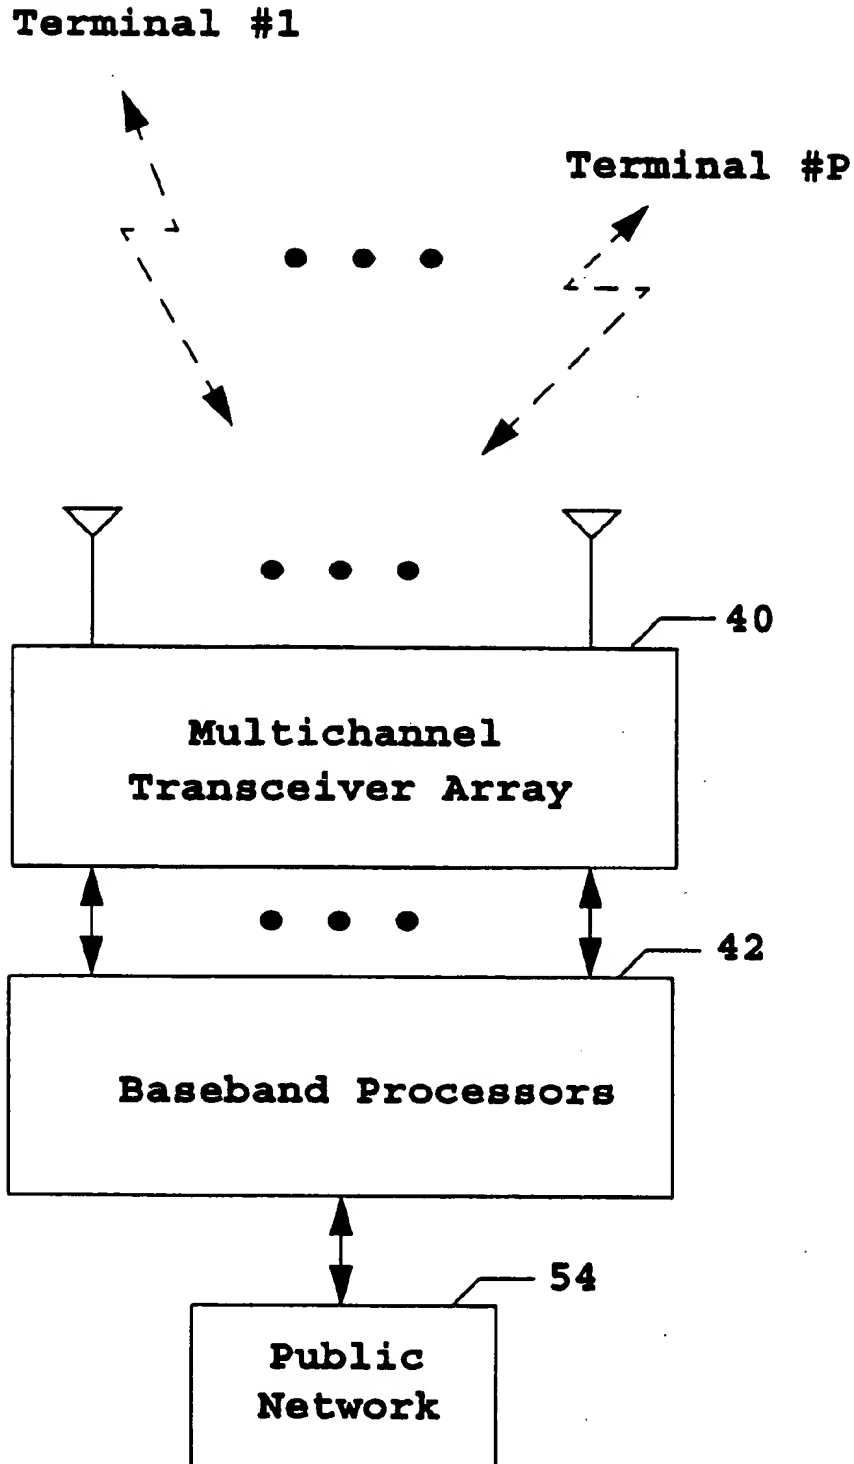 Terminal #1
Terminal #P
40
Multichannel
Transceiver Array
42
Baseband Processors
54
Public
Network